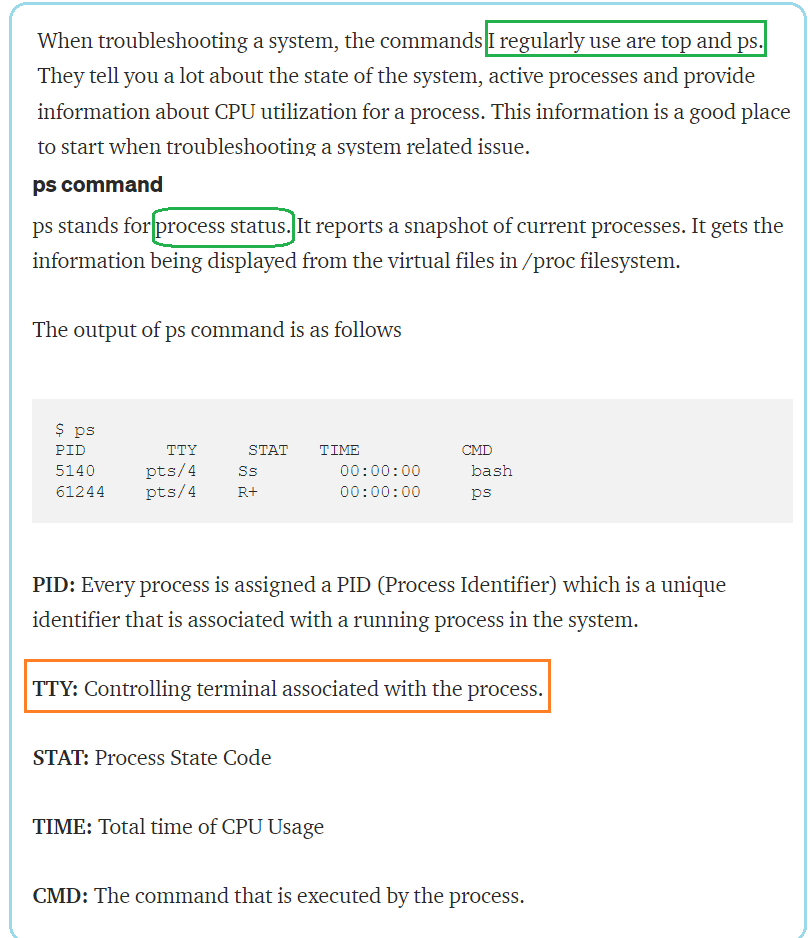 When troubleshooting a system, the commands I regularly use are top and ps.
They tell you a lot about the state of the system, active processes and provide
information about CPU utilization for a process. This information is a good place
to start when troubleshooting a system related issue.
ps command
ps stands for process status. It reports a snapshot of current processes. It gets the
information being displayed from the virtual files in /proc filesystem.
The output of ps command is as follows
$ ps
PID TTY STAT TIME CMD
5140 pts/4 Ss 00:00:00 bash
61244 pts/4 R+ 00:00:00 ps
PID: Every process is assigned a PID (Process Identifier) which is a unique
identifier that is associated with a running process in the system.
TTY: Controlling terminal associated with the process.
STAT: Process State Code
TIME: Total time of CPU Usage
CMD: The command that is executed by the process.